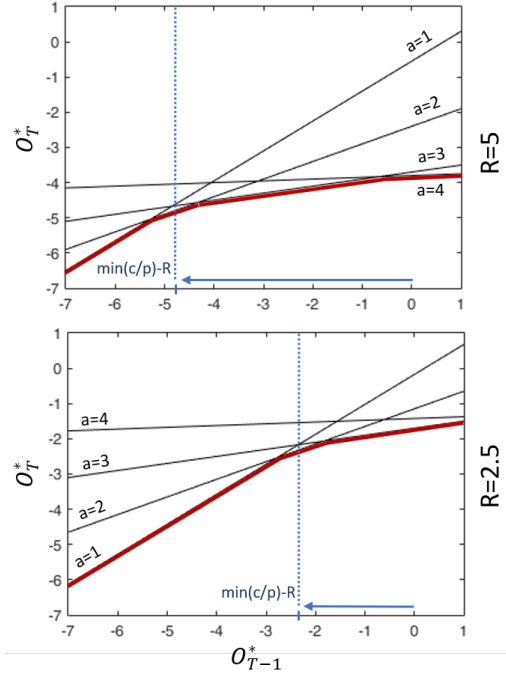 1
0
-1
-2
-3
-4
-5
-6
-7
O*T
a=1
a=2
a=3
a=4
min(c/p)-R
R=5
-7 -6 -5 -4 -3 -2 -1 0 1
1
0
-1
-2
-3
-4
-5
-6
-7
O*T
a=4
a=3
a=2
a=1
min(c/p)-R
R=2.5
-7 -6 -5 -4 -3 -2 -1 0 1
O*T−1